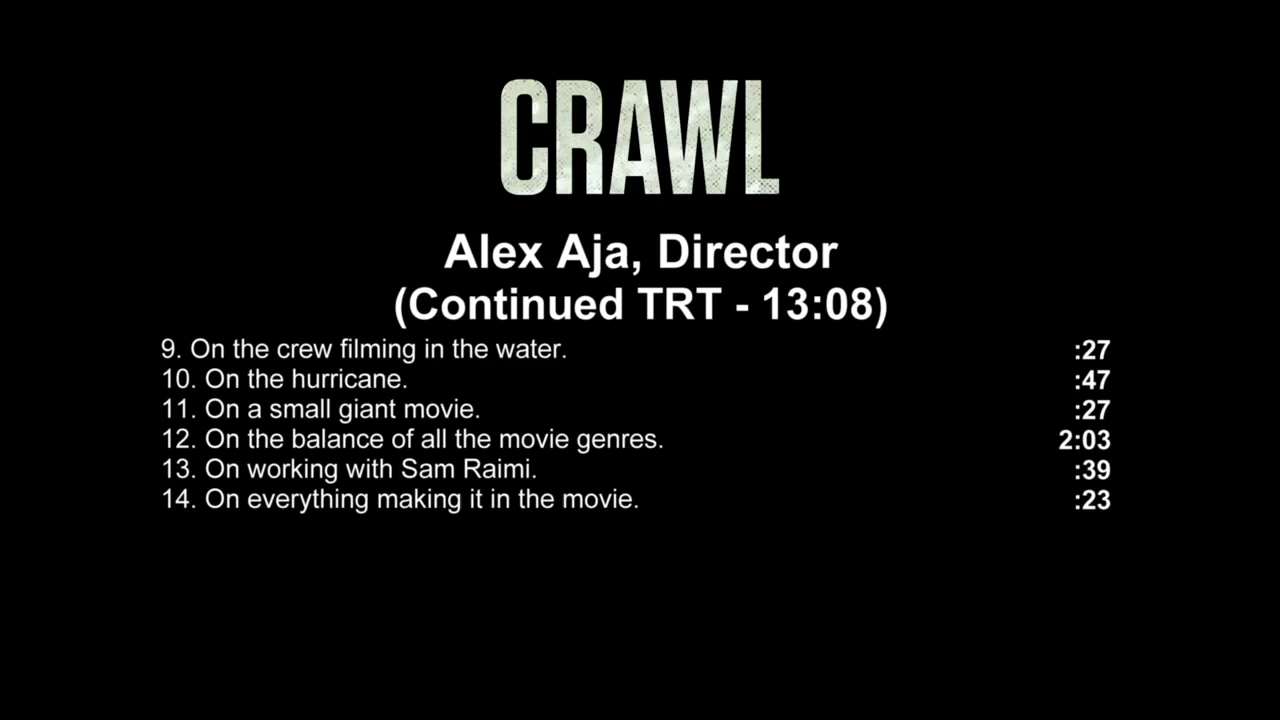 CRAWL
Alex Aja, Director
(Continued TRT - 13:08)
9. On the crew filming in the water. :27
10. On the hurricane. :47
11. On a small giant movie. :27
12. On the balance of all the movie genres. 2:03
13. On working with Sam Raimi. :39
14. On everything making it in the movie. :23